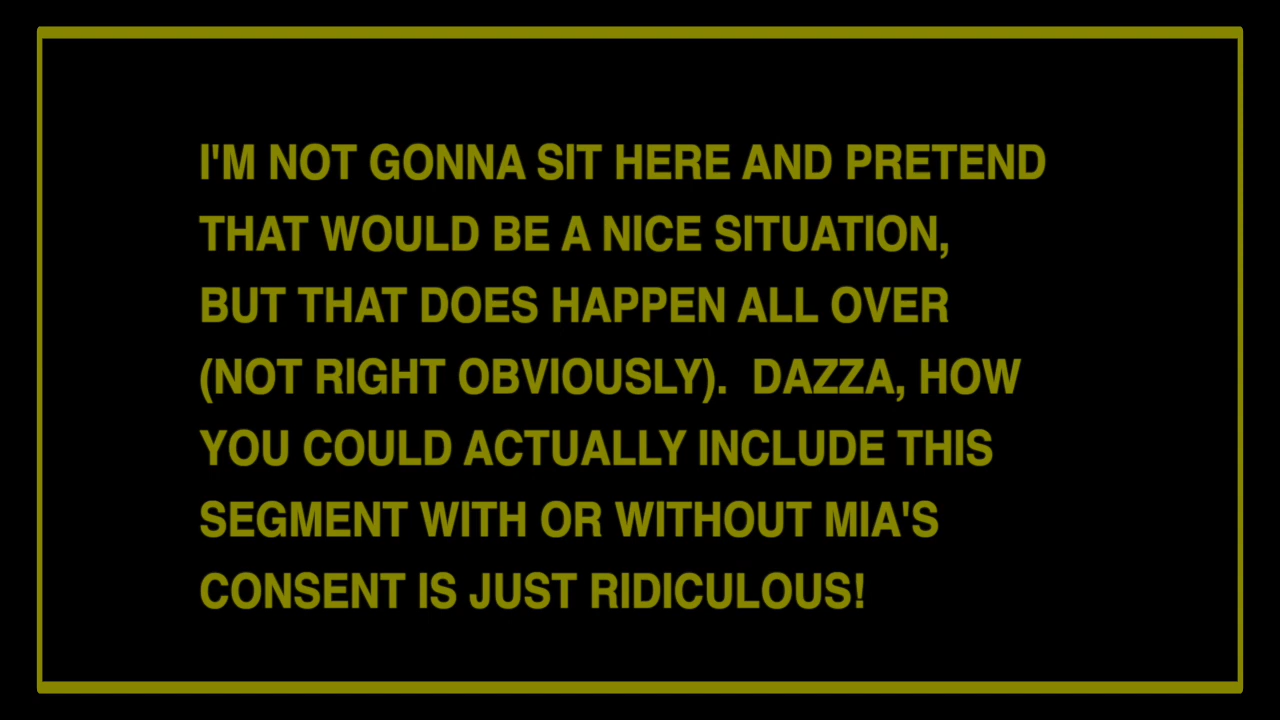 I'M NOT GONNA SIT HERE AND PRETEND
THAT WOULD BE A NICE SITUATION,
BUT THAT DOES HAPPEN ALL OVER
(NOT RIGHT OBVIOUSLY).  DAZZA, HOW
YOU COULD ACTUALLY INCLUDE THIS
SEGMENT WITH OR WITHOUT MIA'S
CONSENT IS JUST RIDICULOUS!